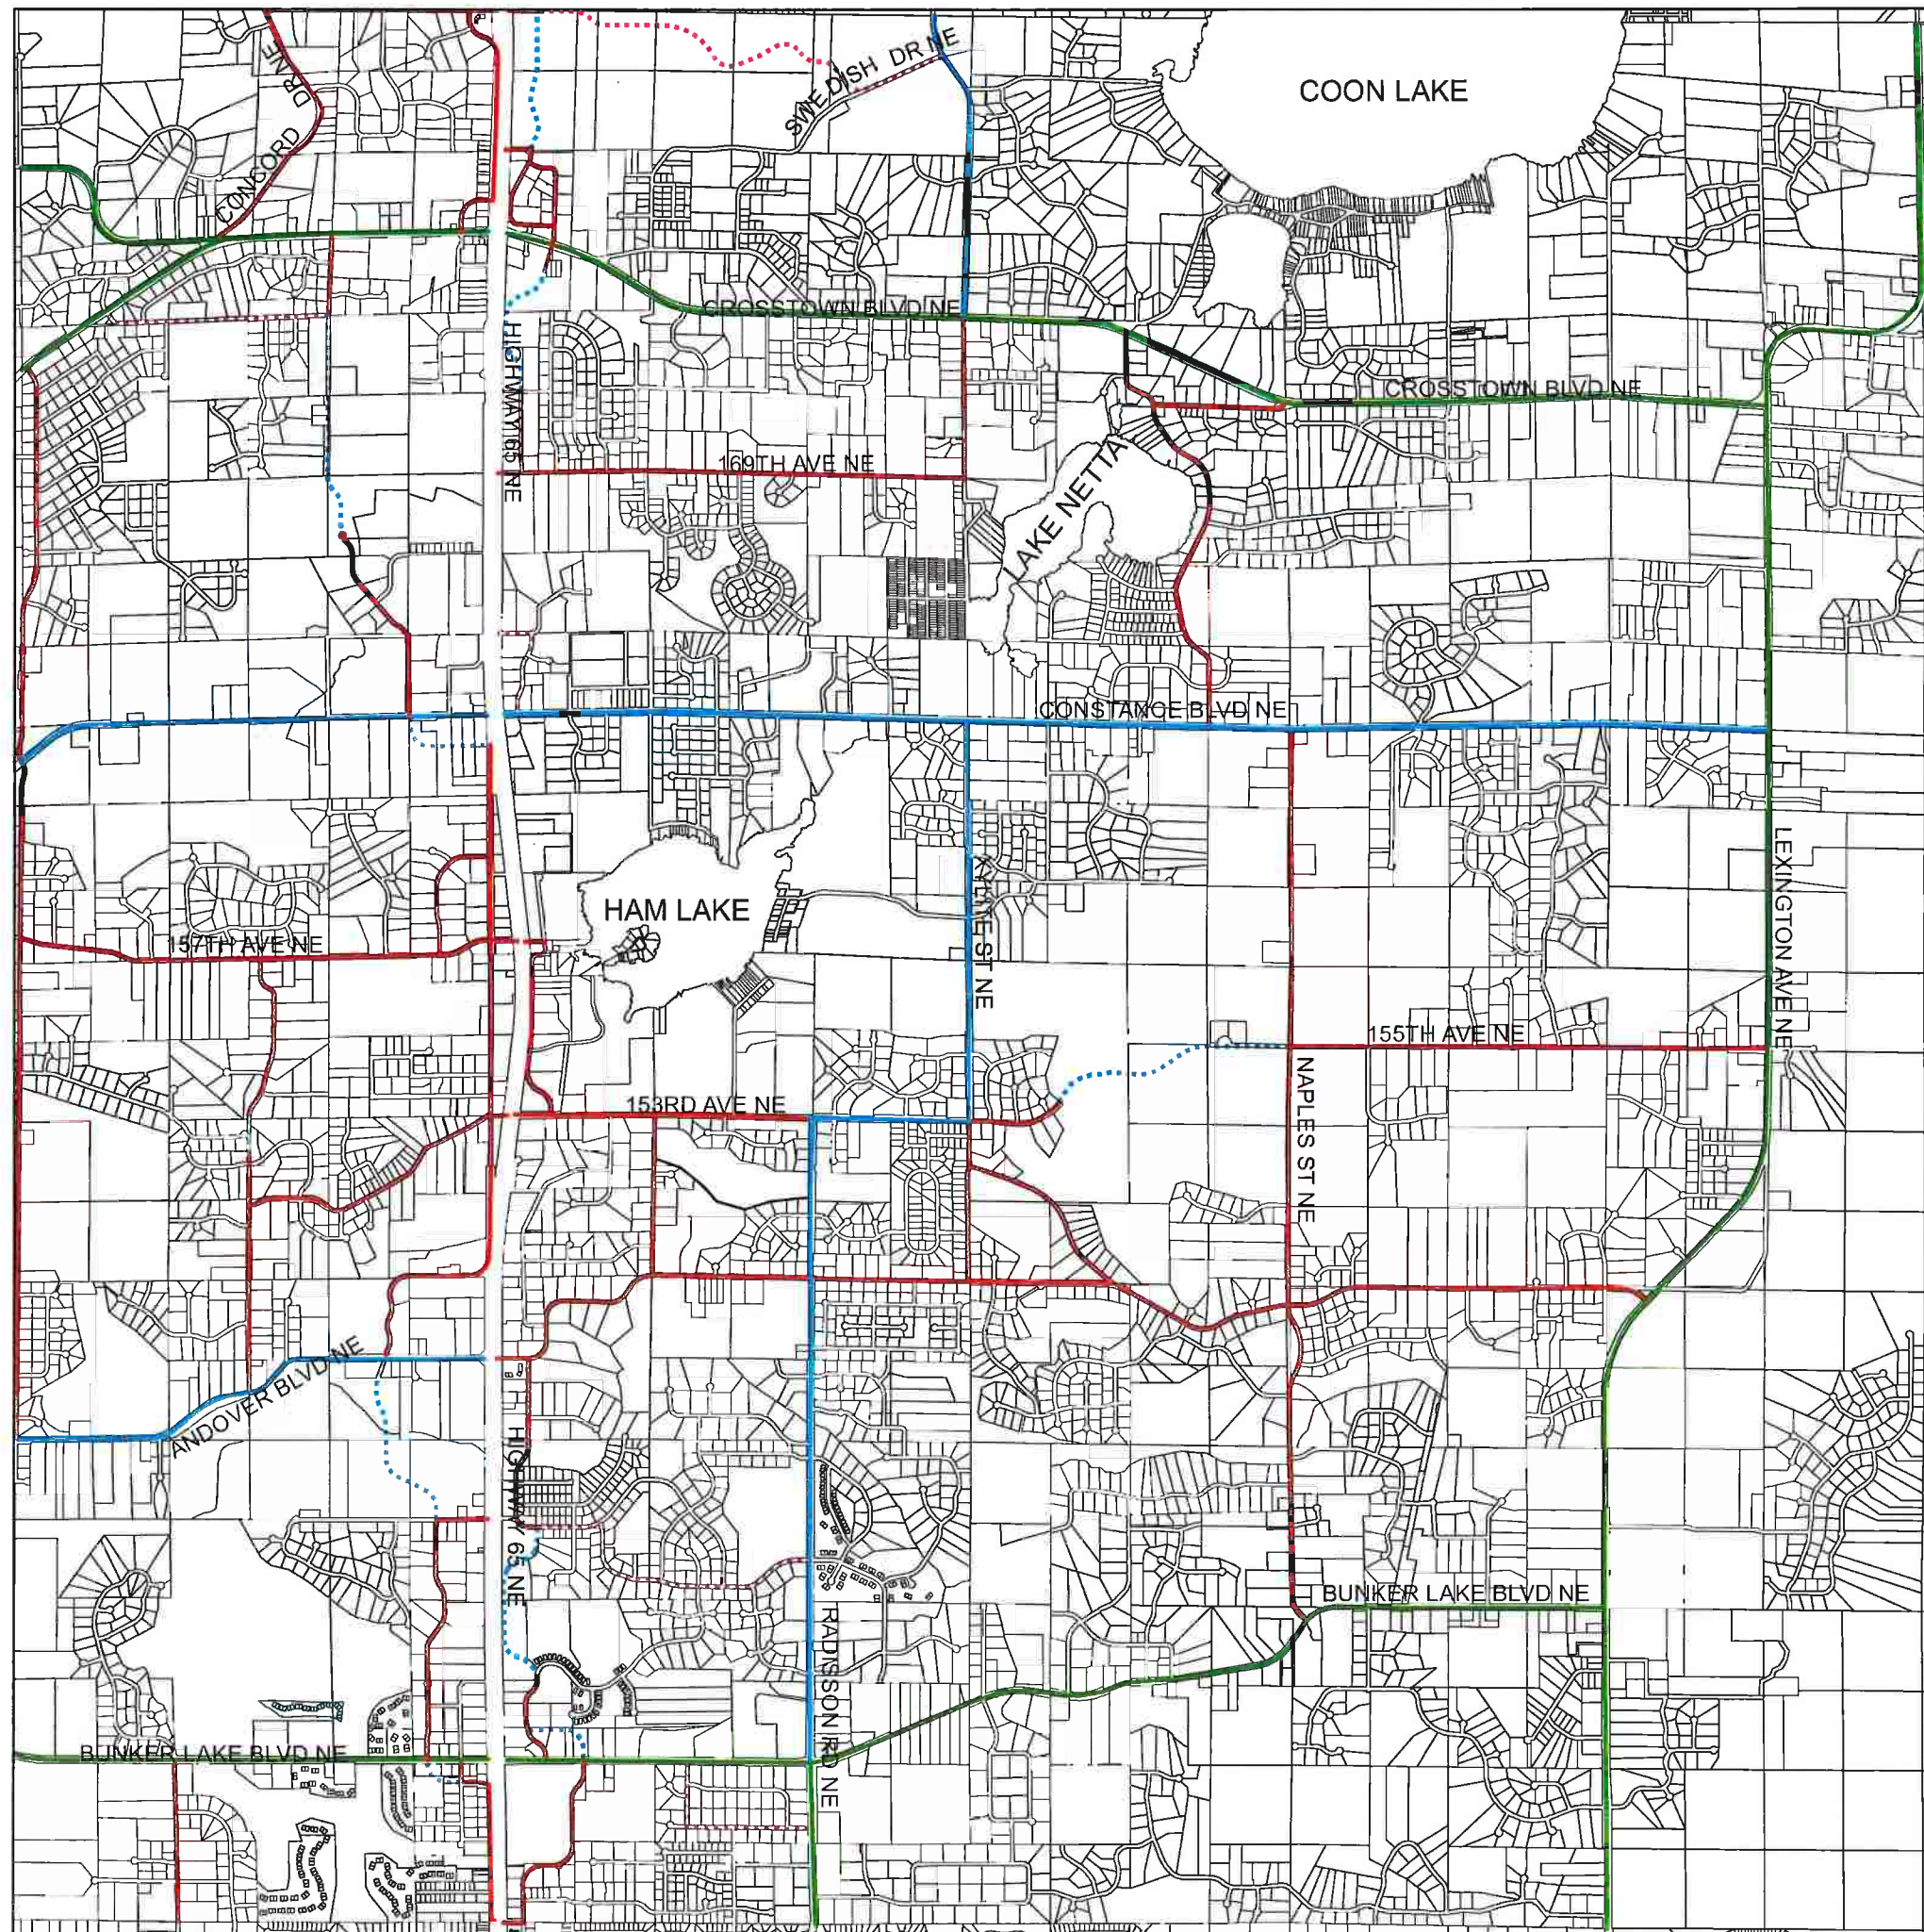 COON LAKE
SWEDISH DR NE
CONCORD DR NE
CROSSTOWN BLVD NE
HIGHWAY 65 NE
CROSSTOWN BLVD NE
169TH AVE NE
LAKE NETTA
CONSTANCE BLVD NE
LEXINGTON AVE NE
HAM LAKE
XYLITE ST NE
157TH AVE NE
155TH AVE NE
NAPLES ST NE
153RD AVE NE
ANDOVER BLVD NE
HIGHWAY 65 NE
BUNKER LAKE BLVD NE
RADISSON RD NE
BUNKER LAKE BLVD NE